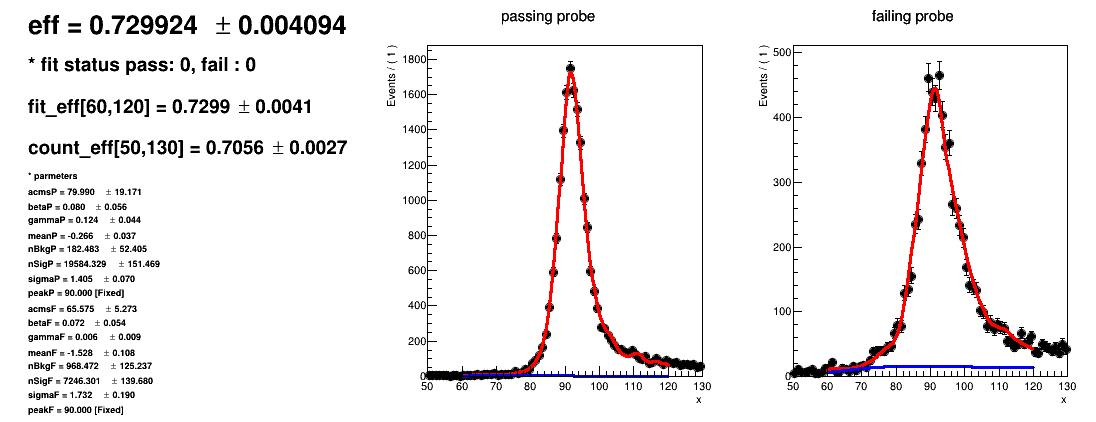 eff = 0.729924 ± 0.004094
* fit status pass: 0, fail : 0
fit_eff[60,120] = 0.7299 ± 0.0041
count_eff[50,130] = 0.7056 ± 0.0027
* parmeters
acmsP = 79.990 ± 19.171
betaP = 0.080 ± 0.056
gammaP = 0.124 ± 0.044
meanP = -0.266 ± 0.037
nBkgP = 182.483 ± 52.405
nSigP = 19584.329 ± 151.469
sigmaP = 1.405 ± 0.070
peakP = 90.000 [Fixed]
acmsF = 65.575 ± 5.273
betaF = 0.072 ± 0.054
gammaF = 0.006 ± 0.009
meanF = -1.528 ± 0.108
nBkgF = 968.472 ± 125.237
nSigF = 7246.301 ± 139.680
sigmaF = 1.732 ± 0.190
peakF = 90.000 [Fixed]
passing probe
Events / ( 1 )
1800
1600
1400
1200
1000
800
600
400
200
0
50 60 70 80 90 100 110 120 130
x
failing probe
Events / ( 1 )
500
400
300
200
100
0
50 60 70 80 90 100 110 120 130
x